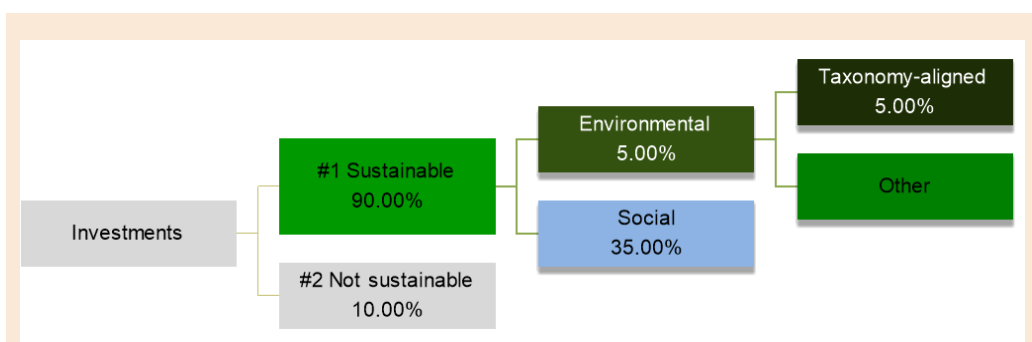 Investments
#1 Sustainable
90.00%
#2 Not sustainable
10.00%
Environmental
5.00%
Social
35.00%
Taxonomy-aligned
5.00%
Other